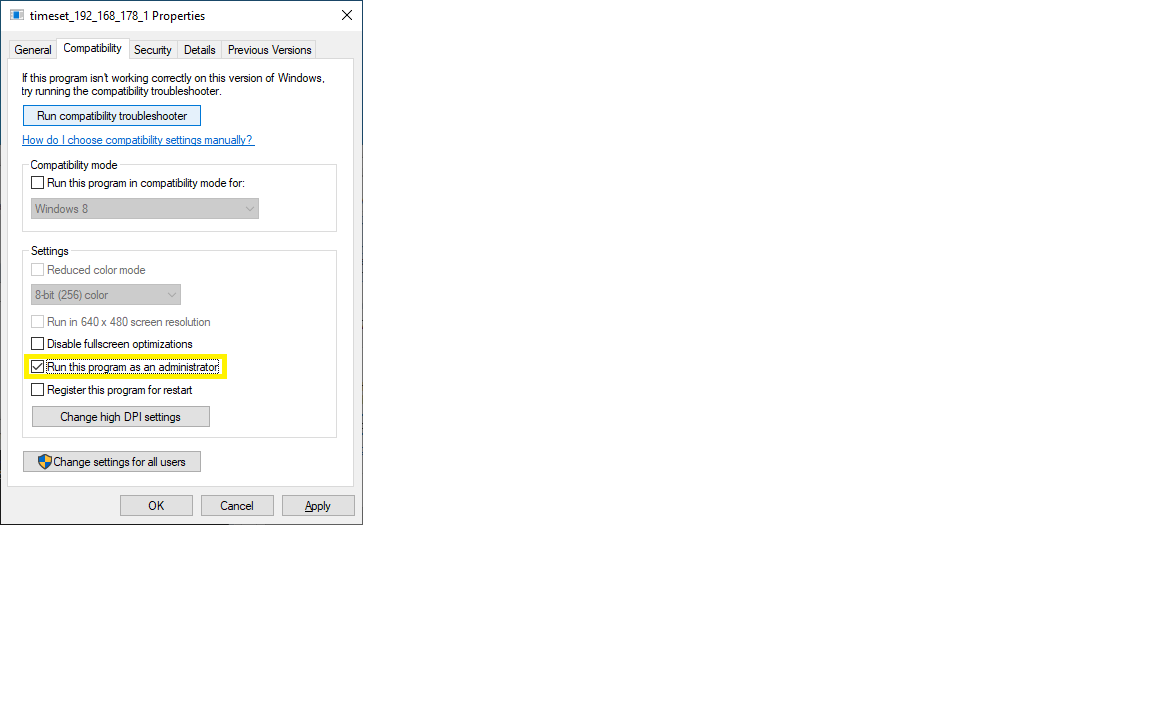 timeset_192_168_178_1 Properties
General Compatibility Security Details Previous Versions
If this program isn't working correctly on this version of Windows,
try running the compatibility troubleshooter.
Run compatibility troubleshooter
How do I choose compatibility settings manually?
Compatibility mode
Run this program in compatibility mode for:
Windows 8
Settings
Reduced color mode
8-bit (256) color
Run in 640 x 480 screen resolution
Disable fullscreen optimizations
Run this program as an administrator
Register this program for restart
Change high DPI settings
Change settings for all users
OK Cancel Apply